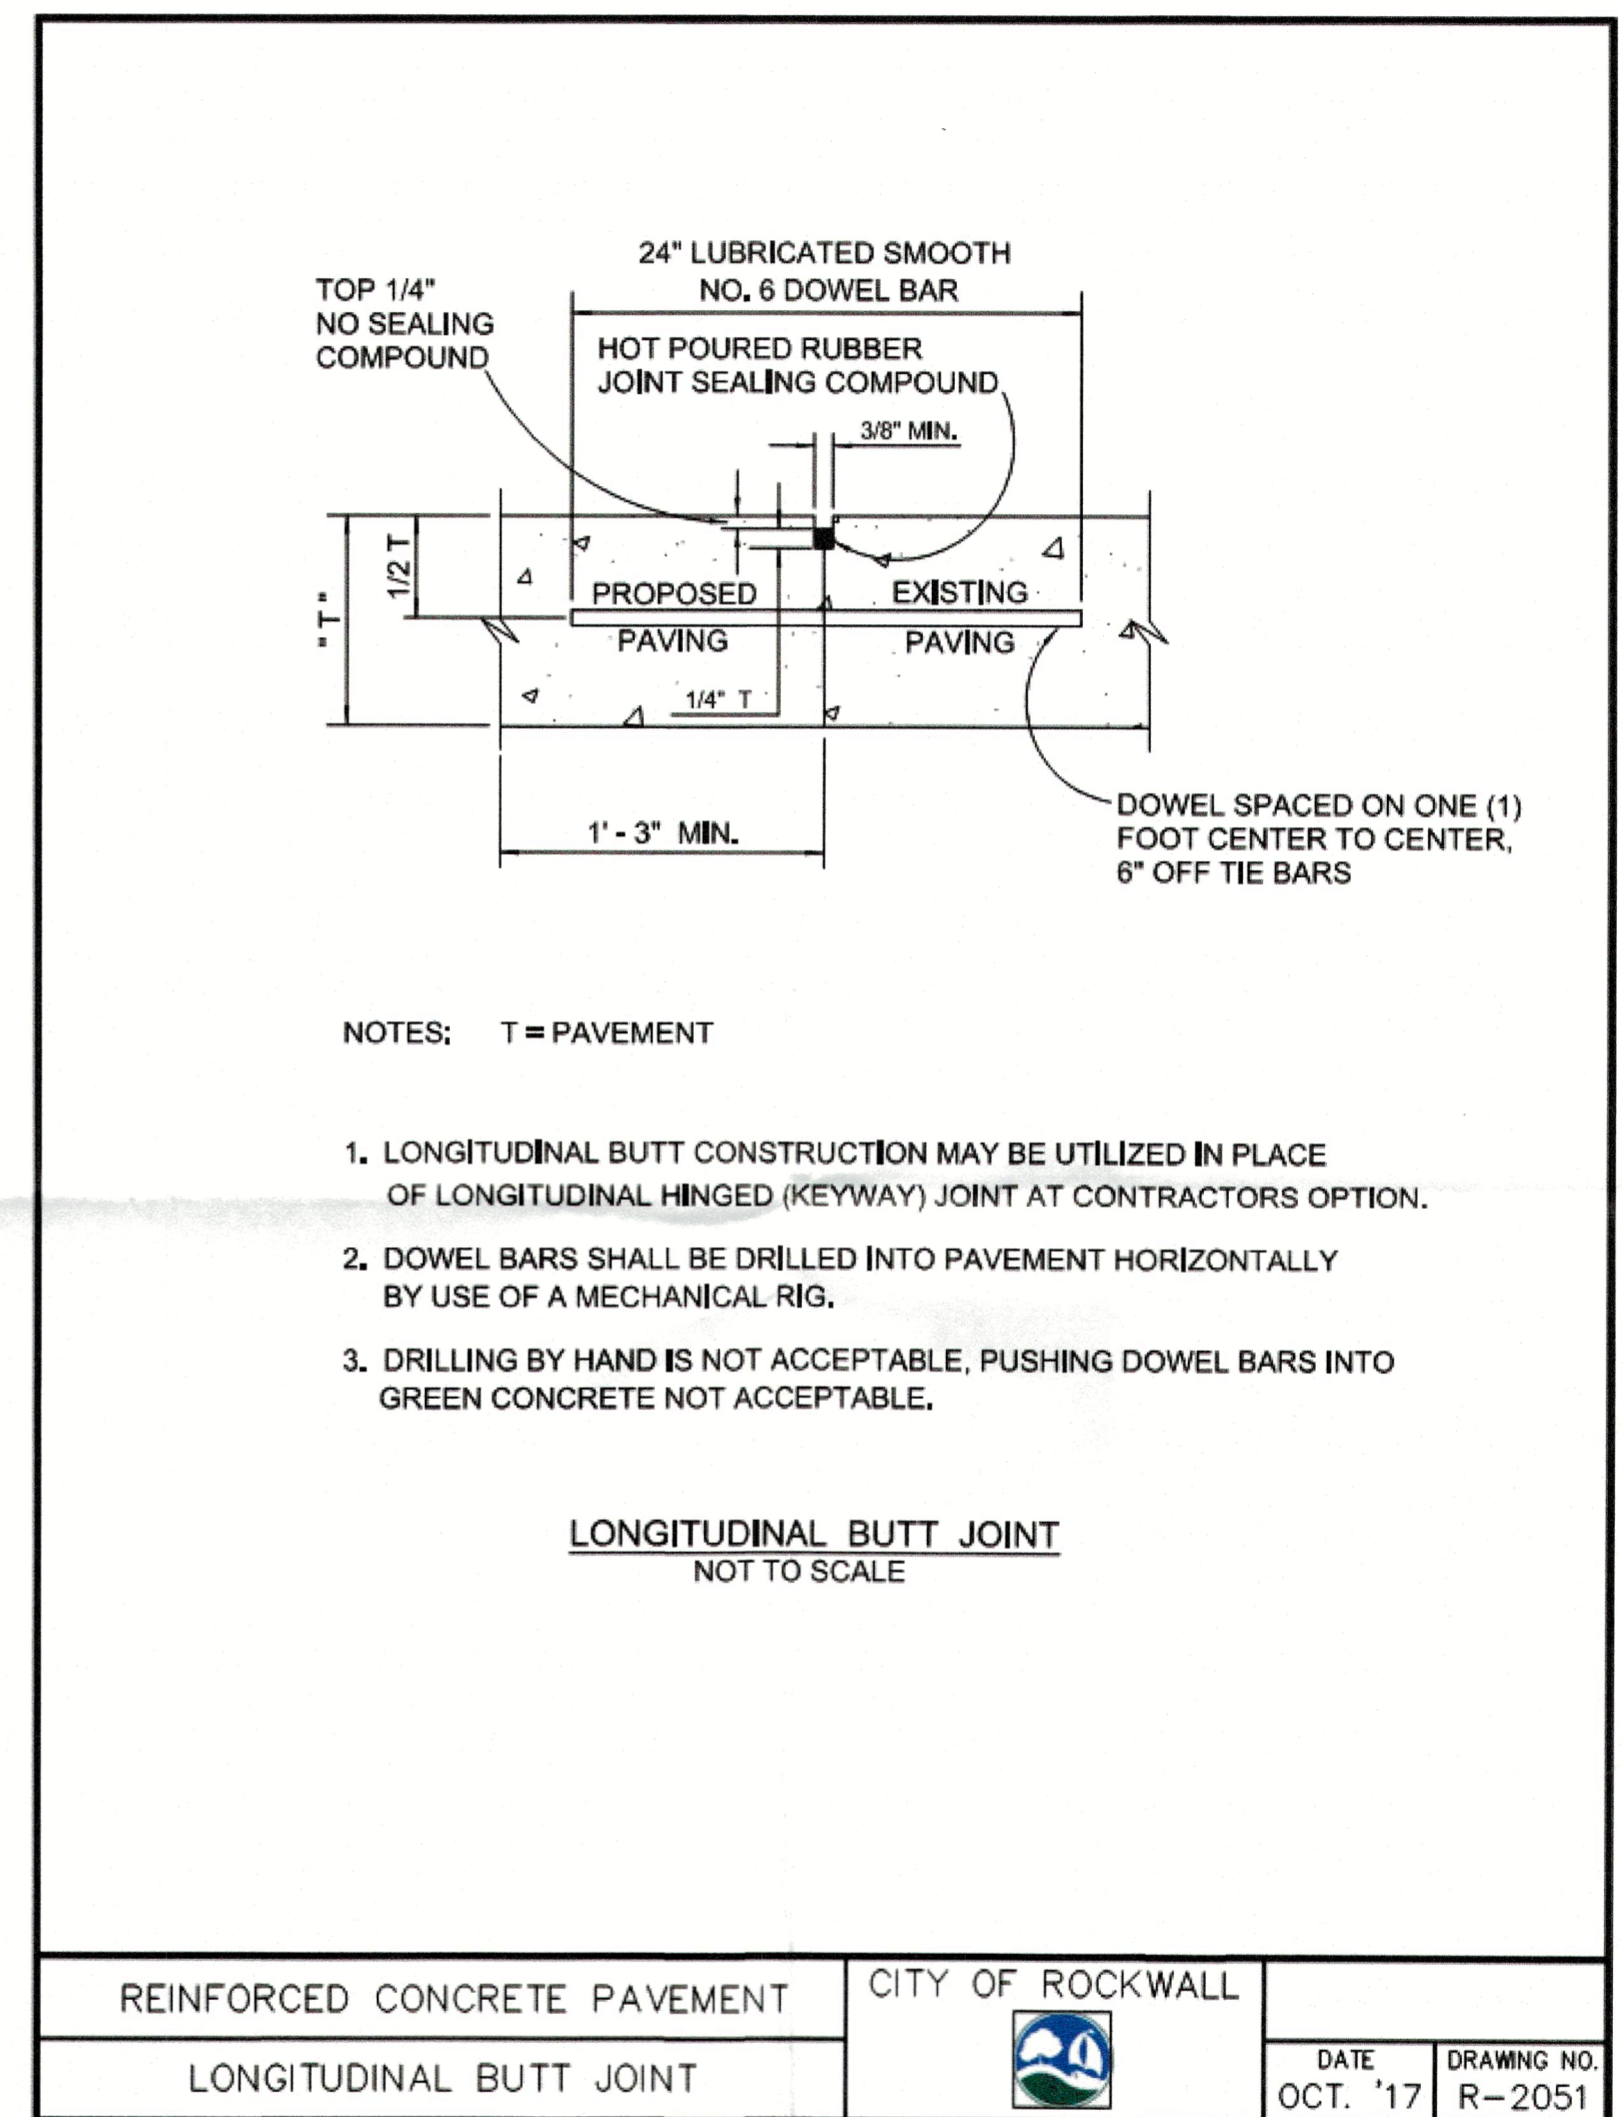 24" LUBRICATED SMOOTH
NO. 6 DOWEL BAR
TOP 1/4"
NO SEALING
COMPOUND
HOT POURED RUBBER
JOINT SEALING COMPOUND
3/8" MIN.
"T"
1/2 T
PROPOSED
PAVING
EXISTING
PAVING
1/4" T
1' - 3" MIN.
DOWEL SPACED ON ONE (1)
FOOT CENTER TO CENTER,
6" OFF TIE BARS
NOTES: T = PAVEMENT
1. LONGITUDINAL BUTT CONSTRUCTION MAY BE UTILIZED IN PLACE
OF LONGITUDINAL HINGED (KEYWAY) JOINT AT CONTRACTORS OPTION.
2. DOWEL BARS SHALL BE DRILLED INTO PAVEMENT HORIZONTALLY
BY USE OF A MECHANICAL RIG.
3. DRILLING BY HAND IS NOT ACCEPTABLE, PUSHING DOWEL BARS INTO
GREEN CONCRETE NOT ACCEPTABLE.
LONGITUDINAL BUTT JOINT
NOT TO SCALE
REINFORCED CONCRETE PAVEMENT
LONGITUDINAL BUTT JOINT
CITY OF ROCKWALL
DATE
OCT. '17
DRAWING NO.
R-2051